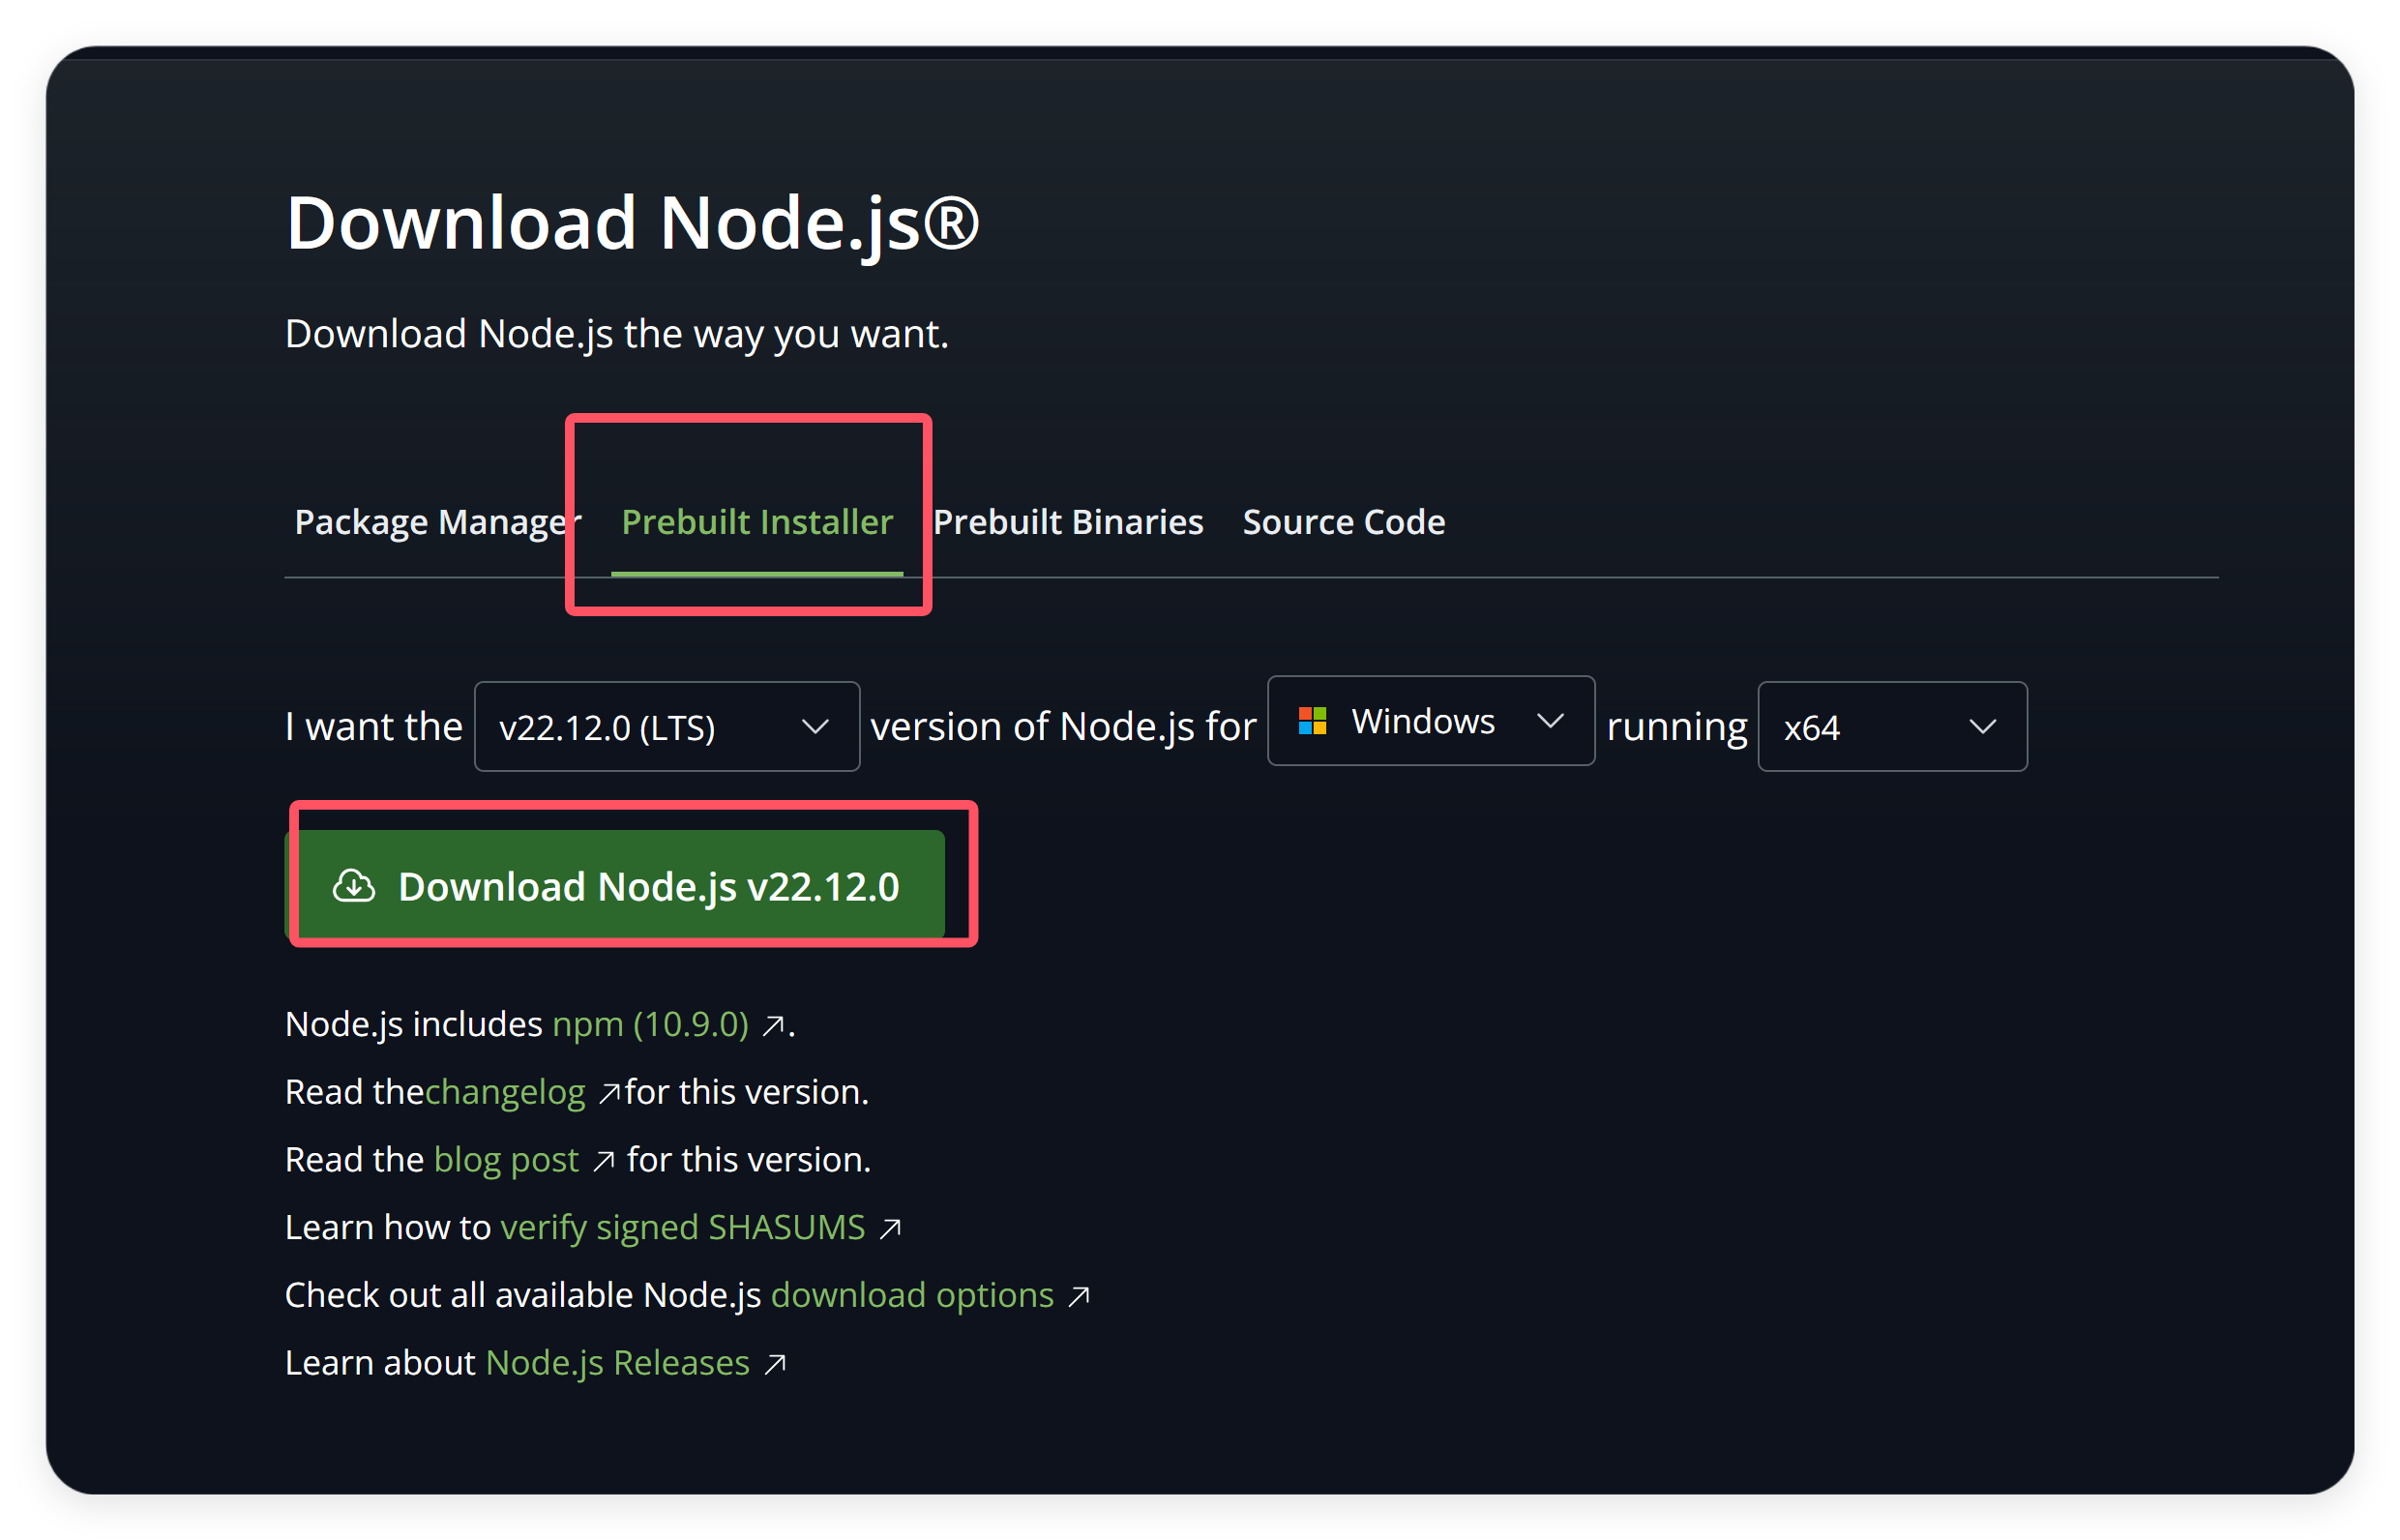 Download Node.js®
Download Node.js the way you want.
Package Manager Prebuilt Installer Prebuilt Binaries Source Code
I want the v22.12.0 (LTS) version of Node.js for Windows running x64
Download Node.js v22.12.0
Node.js includes npm (10.9.0) ↗.
Read thechangelog ↗for this version.
Read the blog post ↗ for this version.
Learn how to verify signed SHASUMS ↗
Check out all available Node.js download options ↗
Learn about Node.js Releases ↗